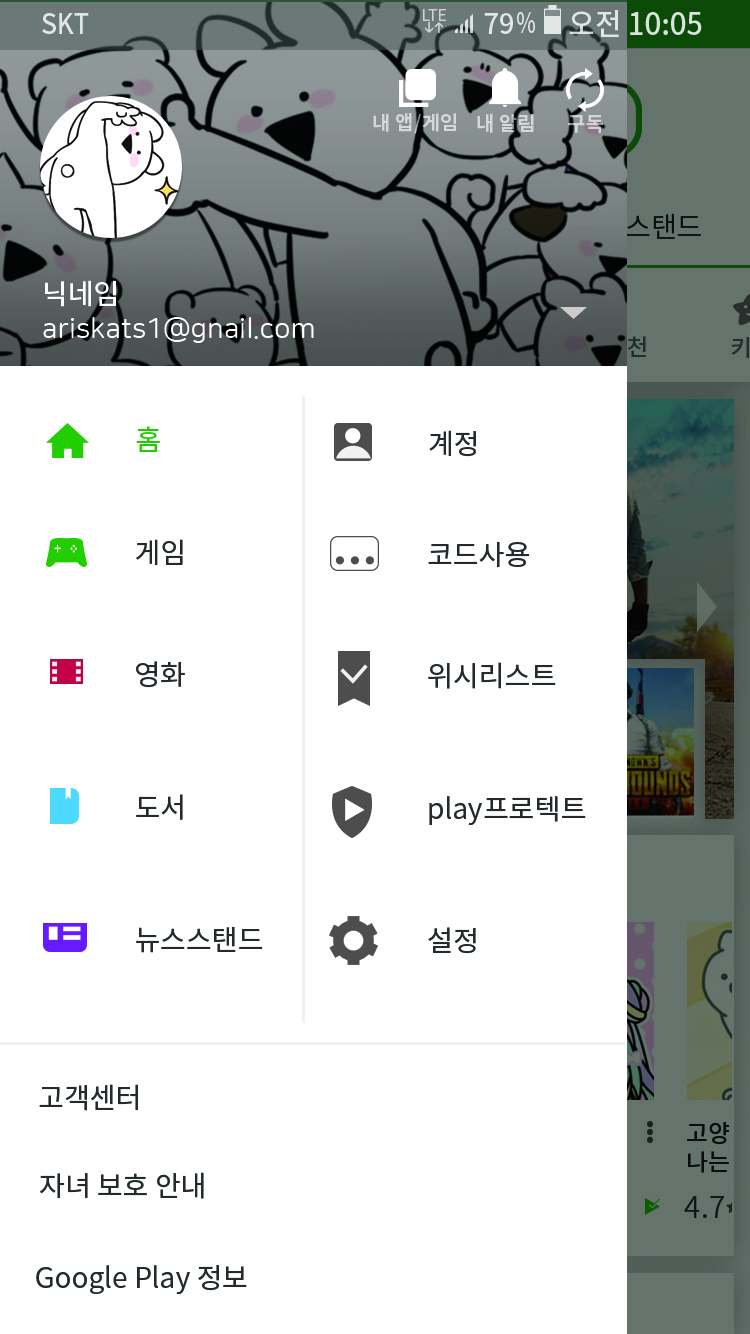 SKT LTE 79% 오전 10:05
내 앱/게임 내 알림 구독
스탠드
닉네임
ariskats1@gnail.com
천 키
홈 계정
게임 코드사용
영화 위시리스트
도서 play프로텍트
뉴스스탠드 설정
고객센터
고양
나는
자녀 보호 안내
4.7
Google Play 정보